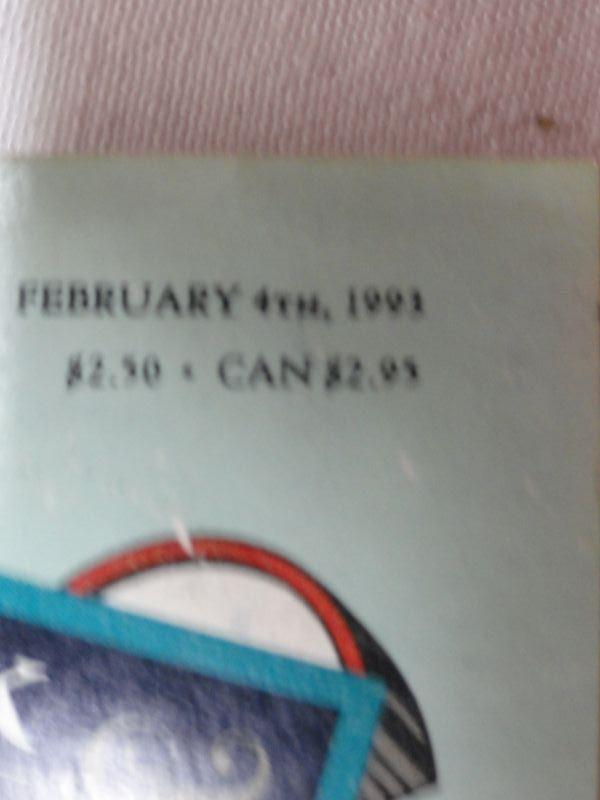 FEBRUARY 4TH, 1993
$2.50 • CAN $2.95